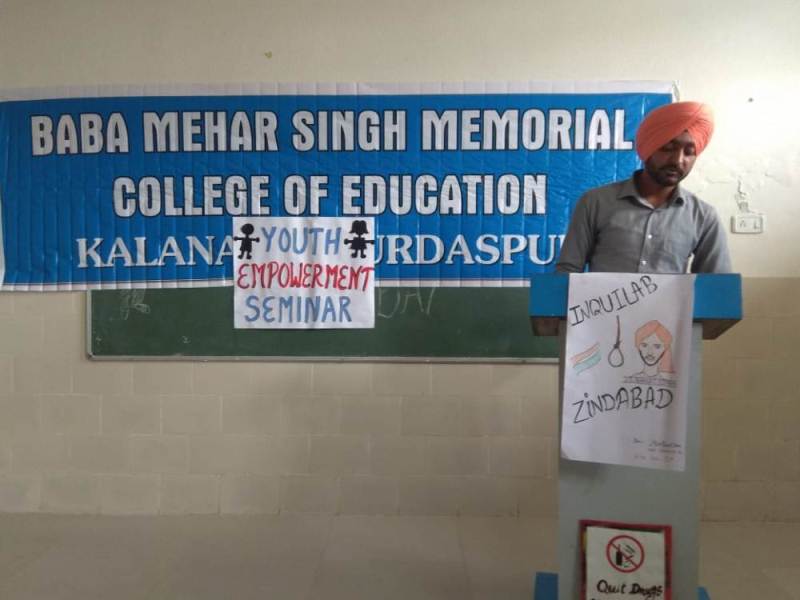 BABA MEHAR SINGH MEMORIAL
COLLEGE OF EDUCATION
KALANA URDASPU
YOUTH
EMPOWERMENT
SEMINAR
INQUILAB
ZINDABAD
Quit Drugs